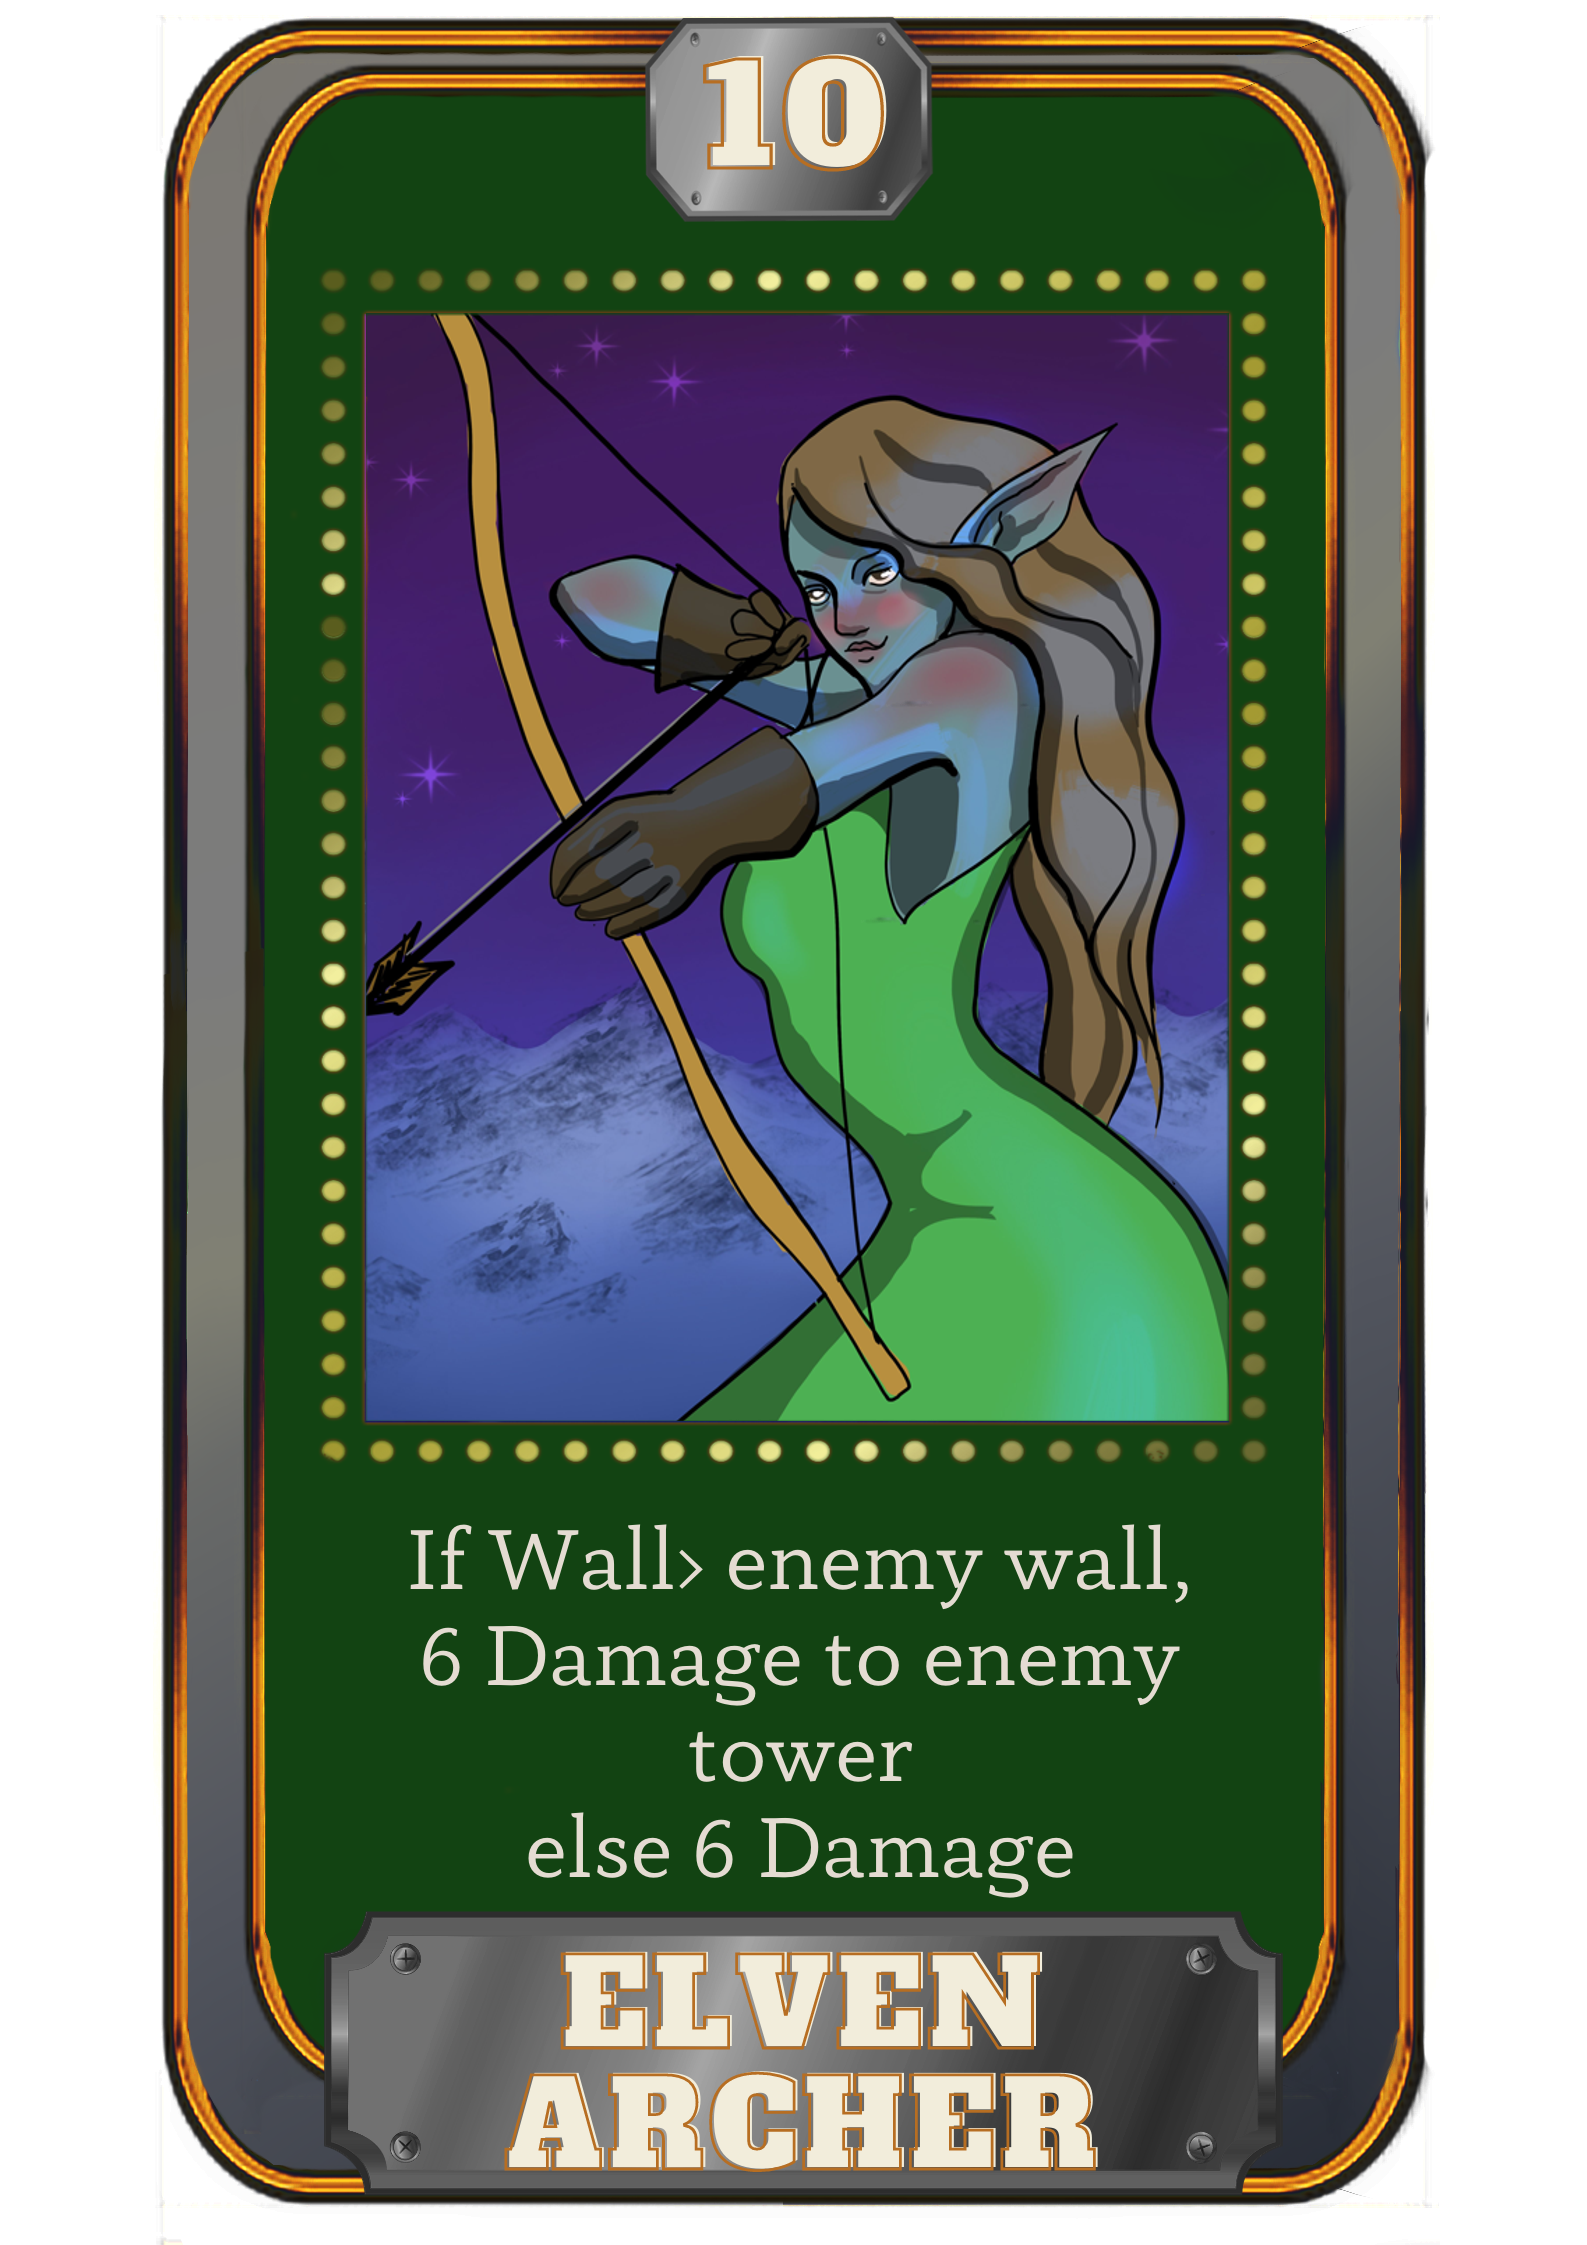 10
If Wall> enemy wall,
6 Damage to enemy
tower
else 6 Damage
ELVEN
ARCHER